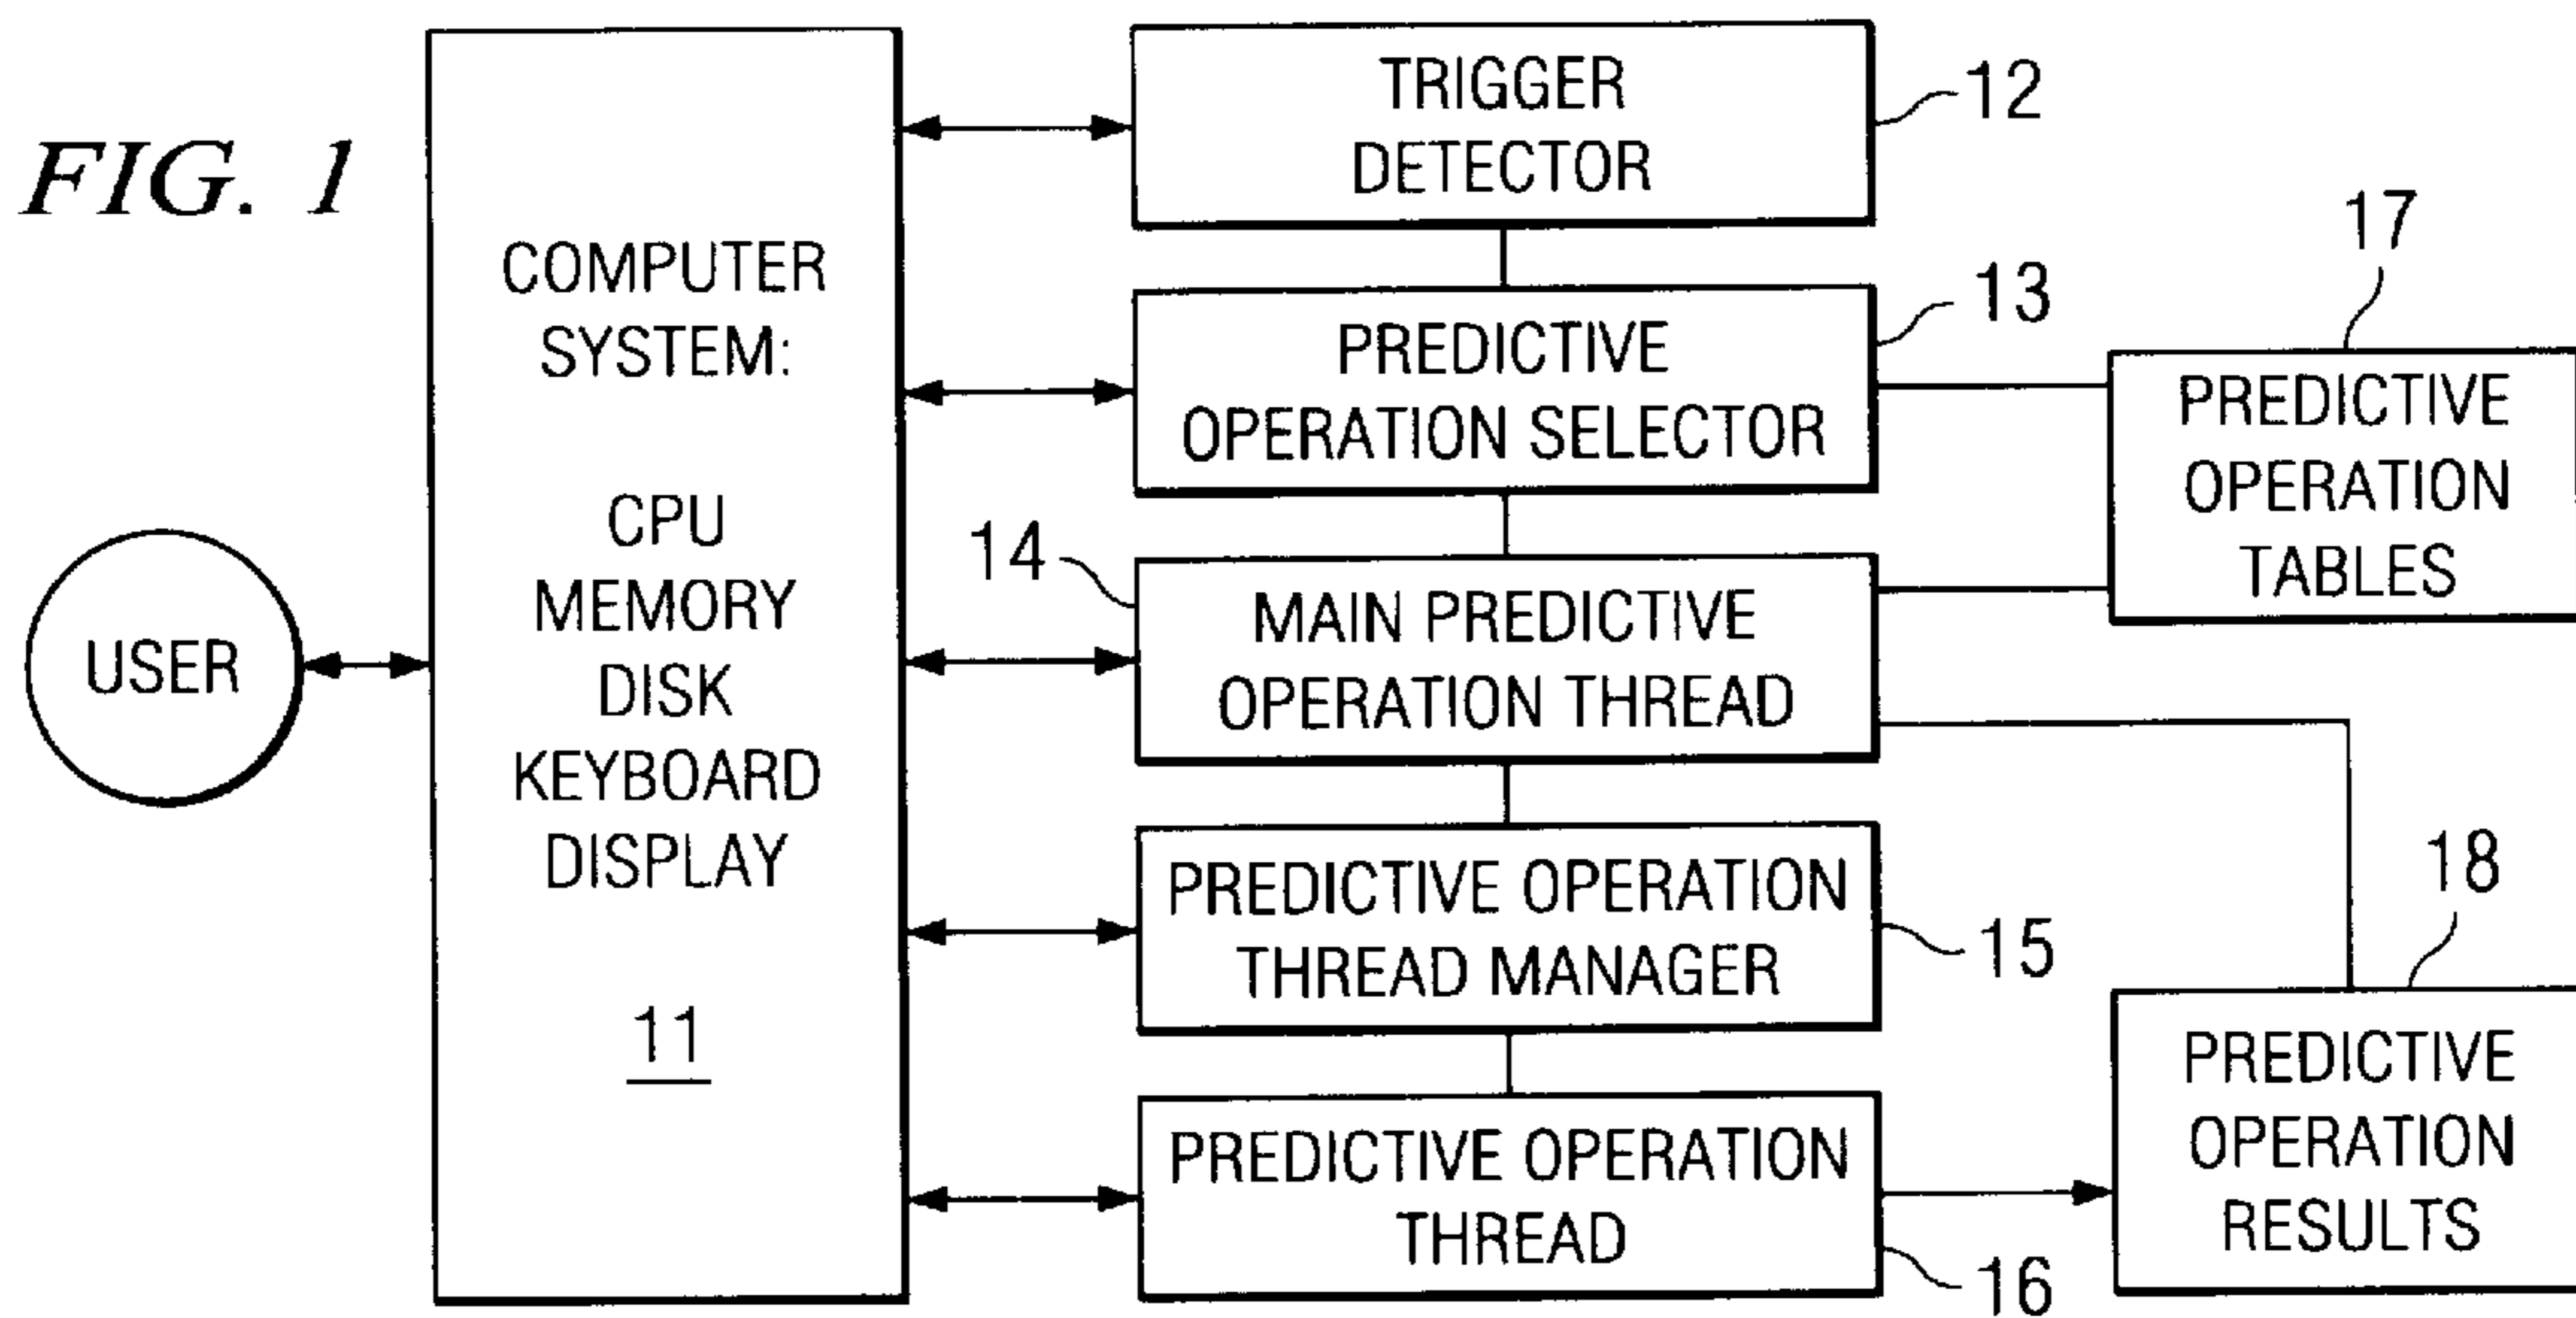 FIG. 1
USER
COMPUTER
SYSTEM:
CPU
MEMORY
DISK
KEYBOARD
DISPLAY
11
TRIGGER
DETECTOR
12
PREDICTIVE
OPERATION SELECTOR
13
14
MAIN PREDICTIVE
OPERATION THREAD
PREDICTIVE OPERATION
THREAD MANAGER
15
PREDICTIVE OPERATION
THREAD
16
17
PREDICTIVE
OPERATION
TABLES
18
PREDICTIVE
OPERATION
RESULTS